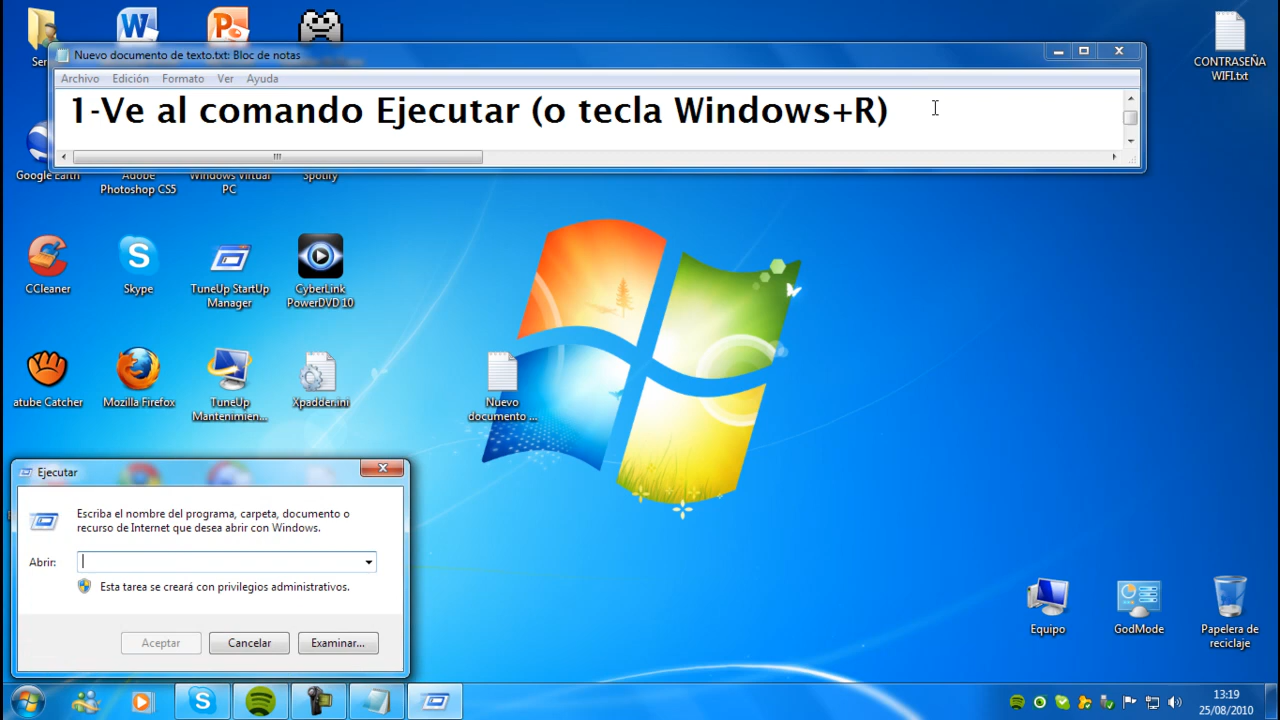 Nuevo documento de texto.txt: Bloc de notas
Archivo Edición Formato Ver Ayuda
1-Ve al comando Ejecutar (o tecla Windows+R)
CONTRASEÑA
WIFI.txt
Google Earth
Adobe
Photoshop CS5
Windows Virtual
PC
Spotify
CCleaner
Skype
TuneUp StartUp
Manager
CyberLink
PowerDVD 10
atube Catcher
Mozilla Firefox
TuneUp
Mantenimien...
Xpadder.ini
Nuevo
documento ...
Ejecutar
Escriba el nombre del programa, carpeta, documento o
recurso de Internet que desea abrir con Windows.
Abrir:
Esta tarea se creará con privilegios administrativos.
Aceptar Cancelar Examinar...
Equipo
GodMode
Papelera de
reciclaje
13:19
25/08/2010